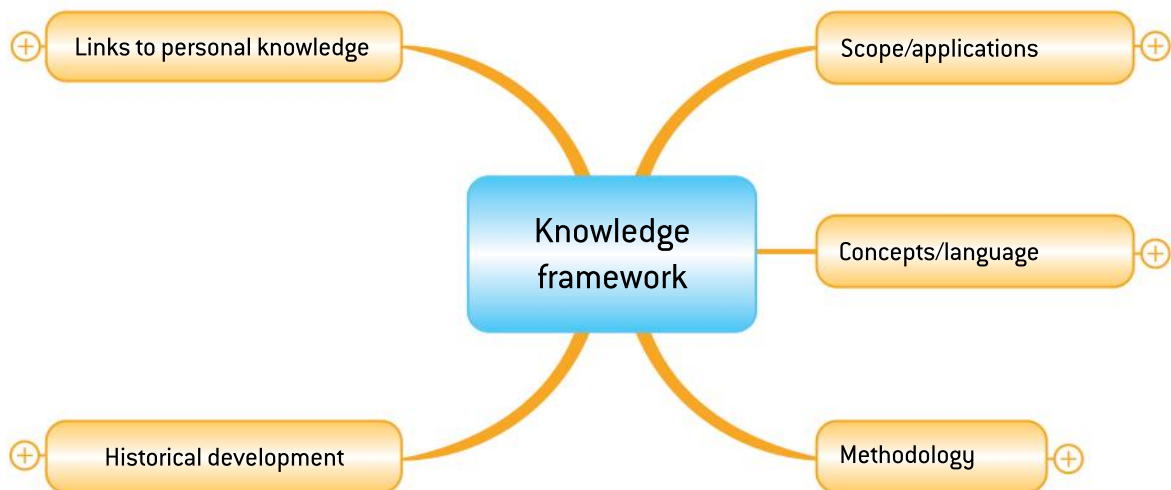 Links to personal knowledge
Scope/applications
Knowledge
framework
Concepts/language
Historical development
Methodology